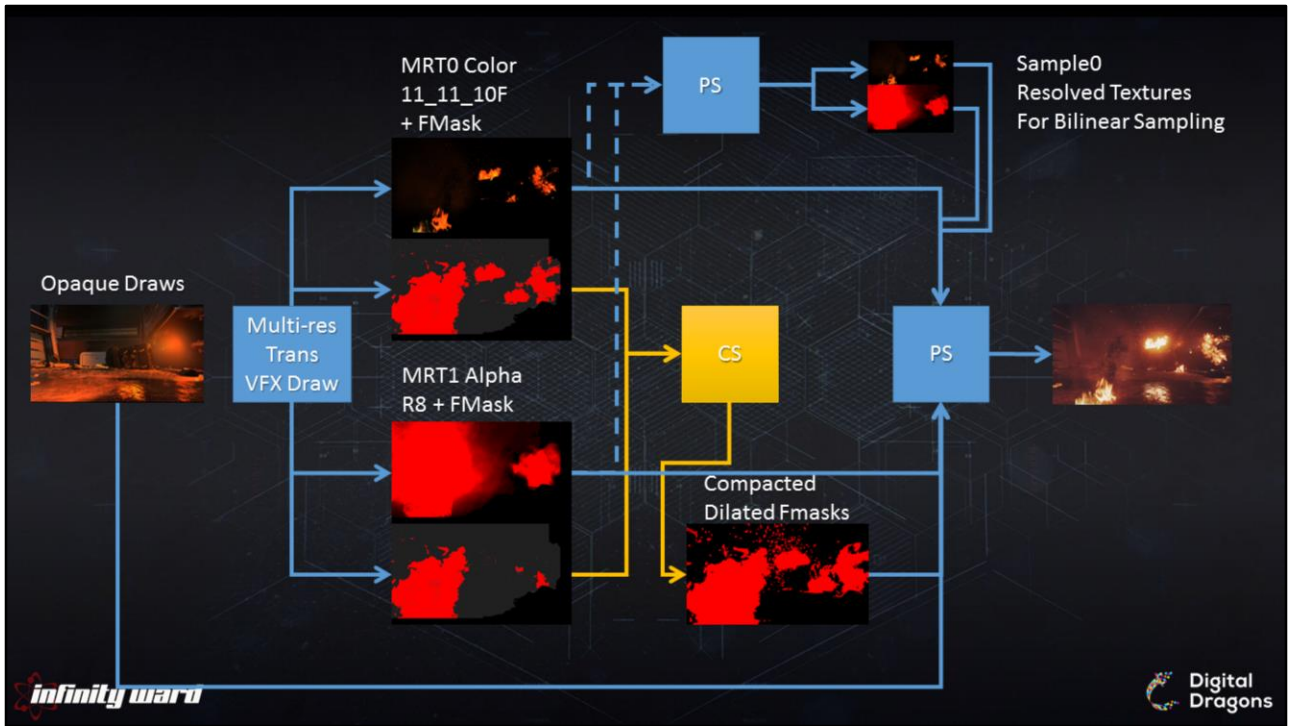 MRT0 Color
11_11_10F
+ FMask
PS
Sample0
Resolved Textures
For Bilinear Sampling
Opaque Draws
Multi-res
Trans
VFX Draw
CS
PS
MRT1 Alpha
R8 + FMask
Compacted
Dilated Fmasks
infinity ward
Digital
Dragons